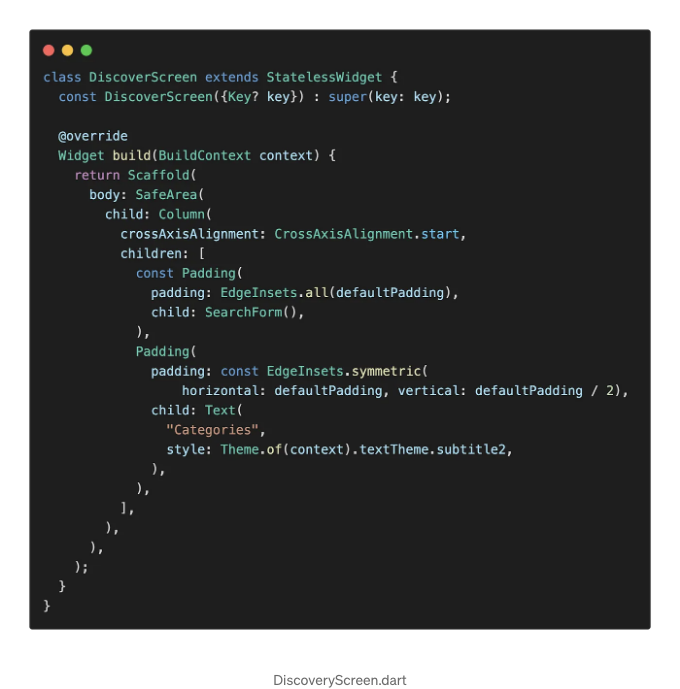 class DiscoverScreen extends StatelessWidget {
  const DiscoverScreen({Key? key}) : super(key: key);

  @override
  Widget build(BuildContext context) {
    return Scaffold(
      body: SafeArea(
        child: Column(
          crossAxisAlignment: CrossAxisAlignment.start,
          children: [
            const Padding(
              padding: EdgeInsets.all(defaultPadding),
              child: SearchForm(),
            ),
            Padding(
              padding: const EdgeInsets.symmetric(
                  horizontal: defaultPadding, vertical: defaultPadding / 2),
              child: Text(
                "Categories",
                style: Theme.of(context).textTheme.subtitle2,
              ),
            ),
          ],
        ),
      ),
    );
  }
}
DiscoveryScreen.dart